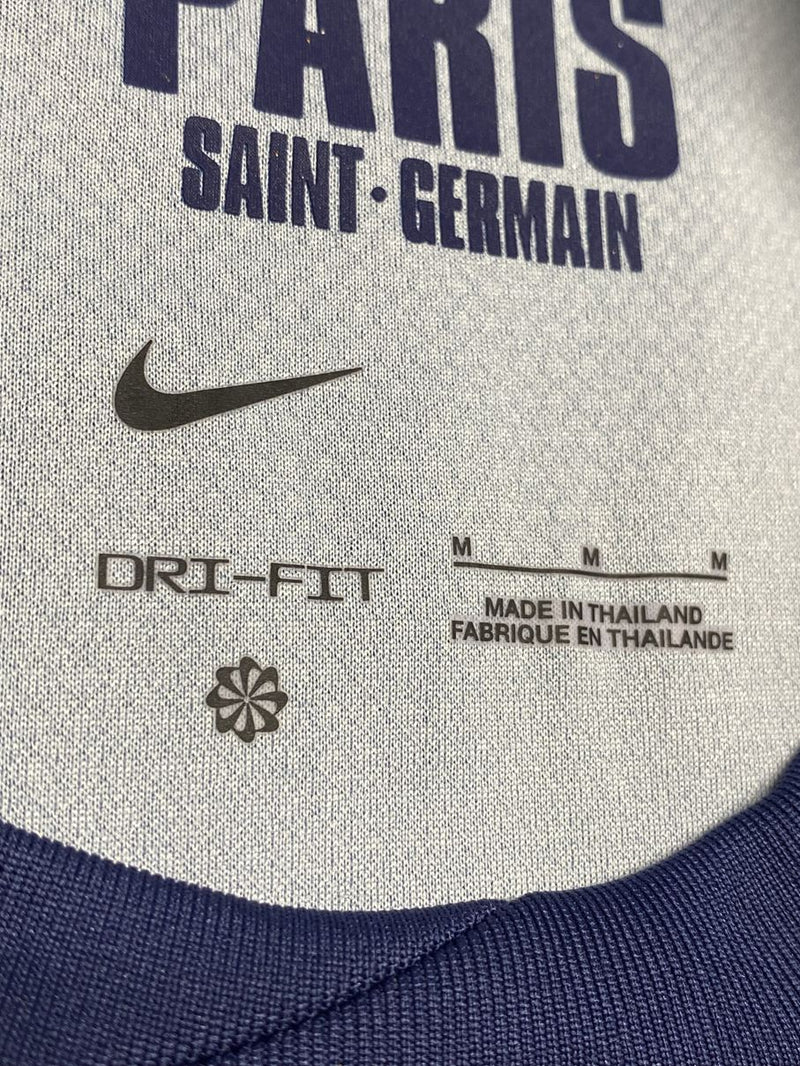 PARIS
SAINT·GERMAIN
DRI-FIT
M M M
MADE IN THAILAND
FABRIQUE EN THAILANDE